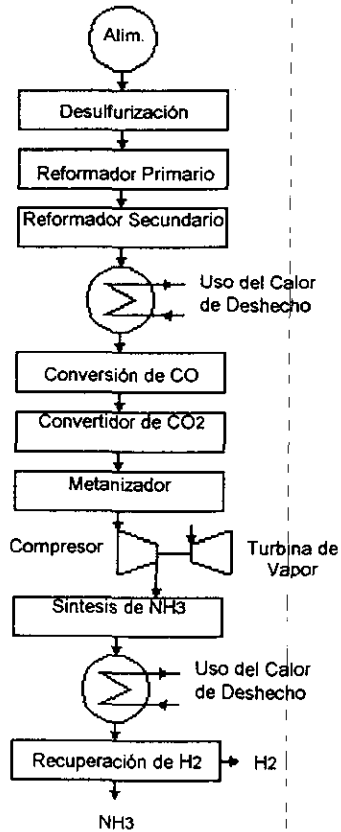 Alim.
Desulfurización
Reformador Primario
Reformador Secundario
Uso del Calor
de Deshecho
Conversión de CO
Convertidor de CO2
Metanizador
Compresor
Turbina de
Vapor
Sintesis de NH3
Uso del Calor
de Deshecho
Recuperación de H2
H2
NH3